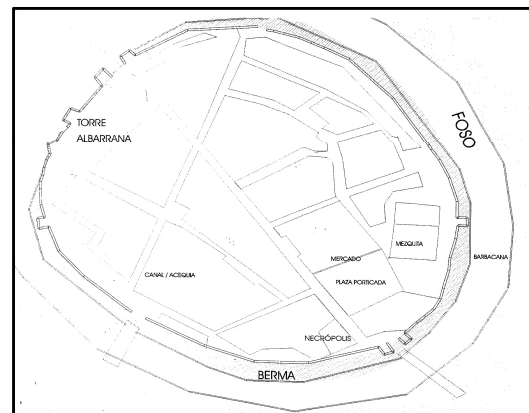 TORRE
ALBARRANA
FOSO
MEZQUITA
MERCADO
BARBACANA
CANAL / ACEQUIA
PLAZA PORTICADA
NECRÓPOLIS
BERMA